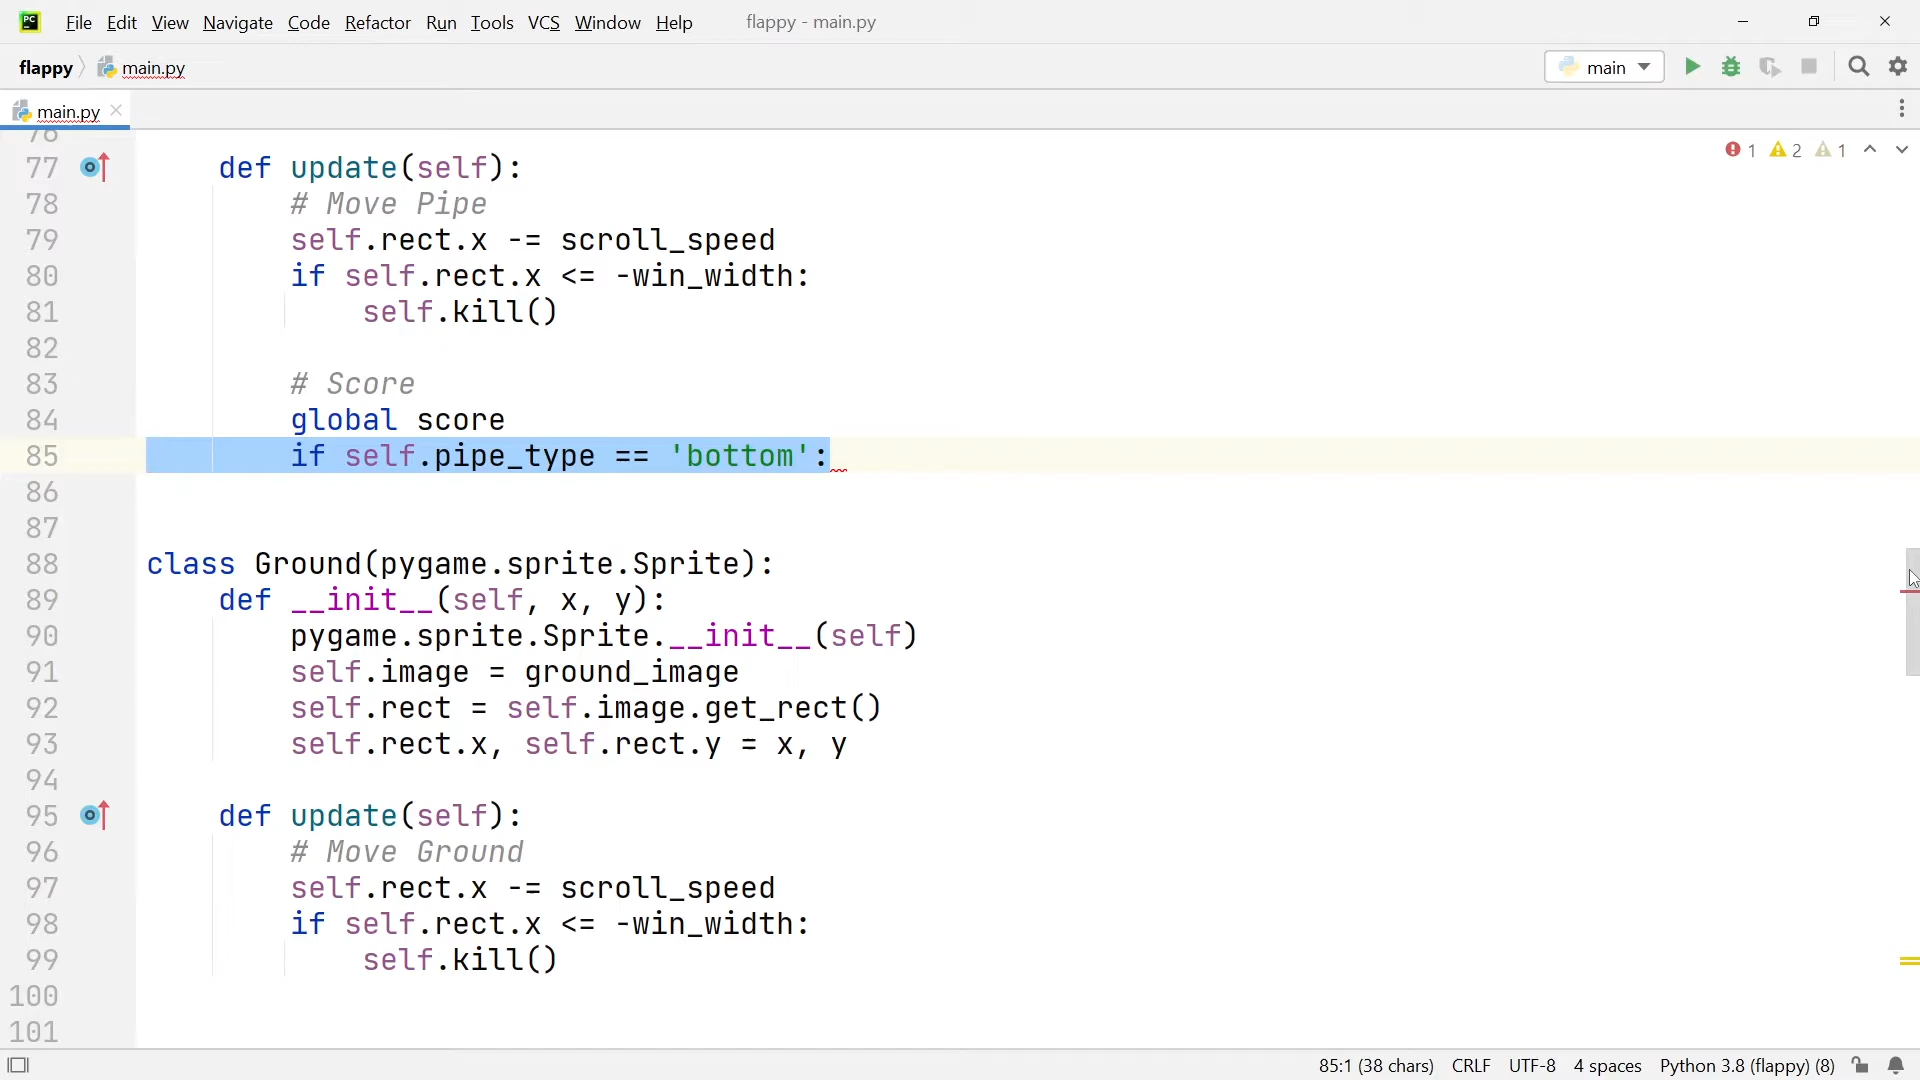 PC File Edit View Navigate Code Refactor Run Tools VCS Window Help flappy - main.py
flappy main.py main
main.py
76
77 def update(self): 1 2 1
78 # Move Pipe
79 self.rect.x -= scroll_speed
80 if self.rect.x <= -win_width:
81 self.kill()
82
83 # Score
84 global score
85 if self.pipe_type == 'bottom':
86
87
88 class Ground(pygame.sprite.Sprite):
89 def __init__(self, x, y):
90 pygame.sprite.Sprite.__init__(self)
91 self.image = ground_image
92 self.rect = self.image.get_rect()
93 self.rect.x, self.rect.y = x, y
94
95 def update(self):
96 # Move Ground
97 self.rect.x -= scroll_speed
98 if self.rect.x <= -win_width:
99 self.kill()
100
101
85:1 (38 chars) CRLF UTF-8 4 spaces Python 3.8 (flappy) (8)